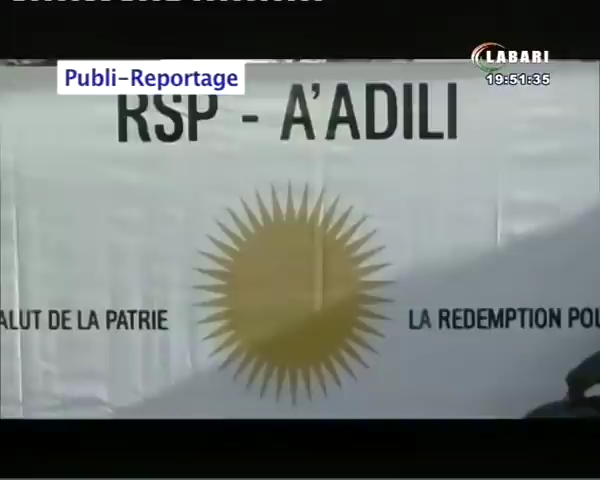 LABARI
Publi-Reportage
19:51:35
RSP - A'ADILI
ALUT DE LA PATRIE
LA REDEMPTION POU